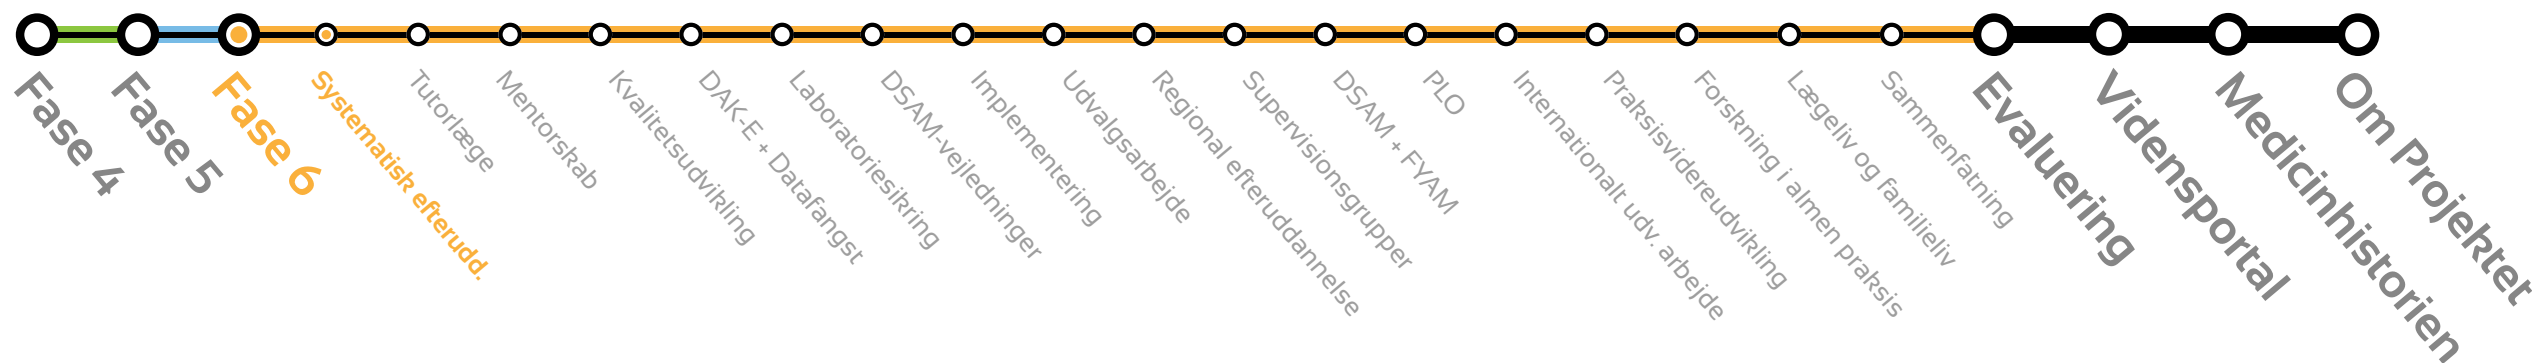 Fase 4
Fase 5
Fase 6
Systematisk efterudd.
Tutorlæge
Mentorskab
Kvalitetsudvikling
DAK-E + Datafangst
Laboratoriesikring
DSAM-vejledninger
Implementering
Udvalgsarbejde
Regional efteruddannelse
Supervisionsgrupper
DSAM + FYAM
PLO
Internationalt udv. arbejde
Praksisvidereudvikling
Forskning i almen praksis
Lægeliv og familieliv
Sammenfatning
Evaluering
Vidensportal
Medicinhistorien
Om Projektet